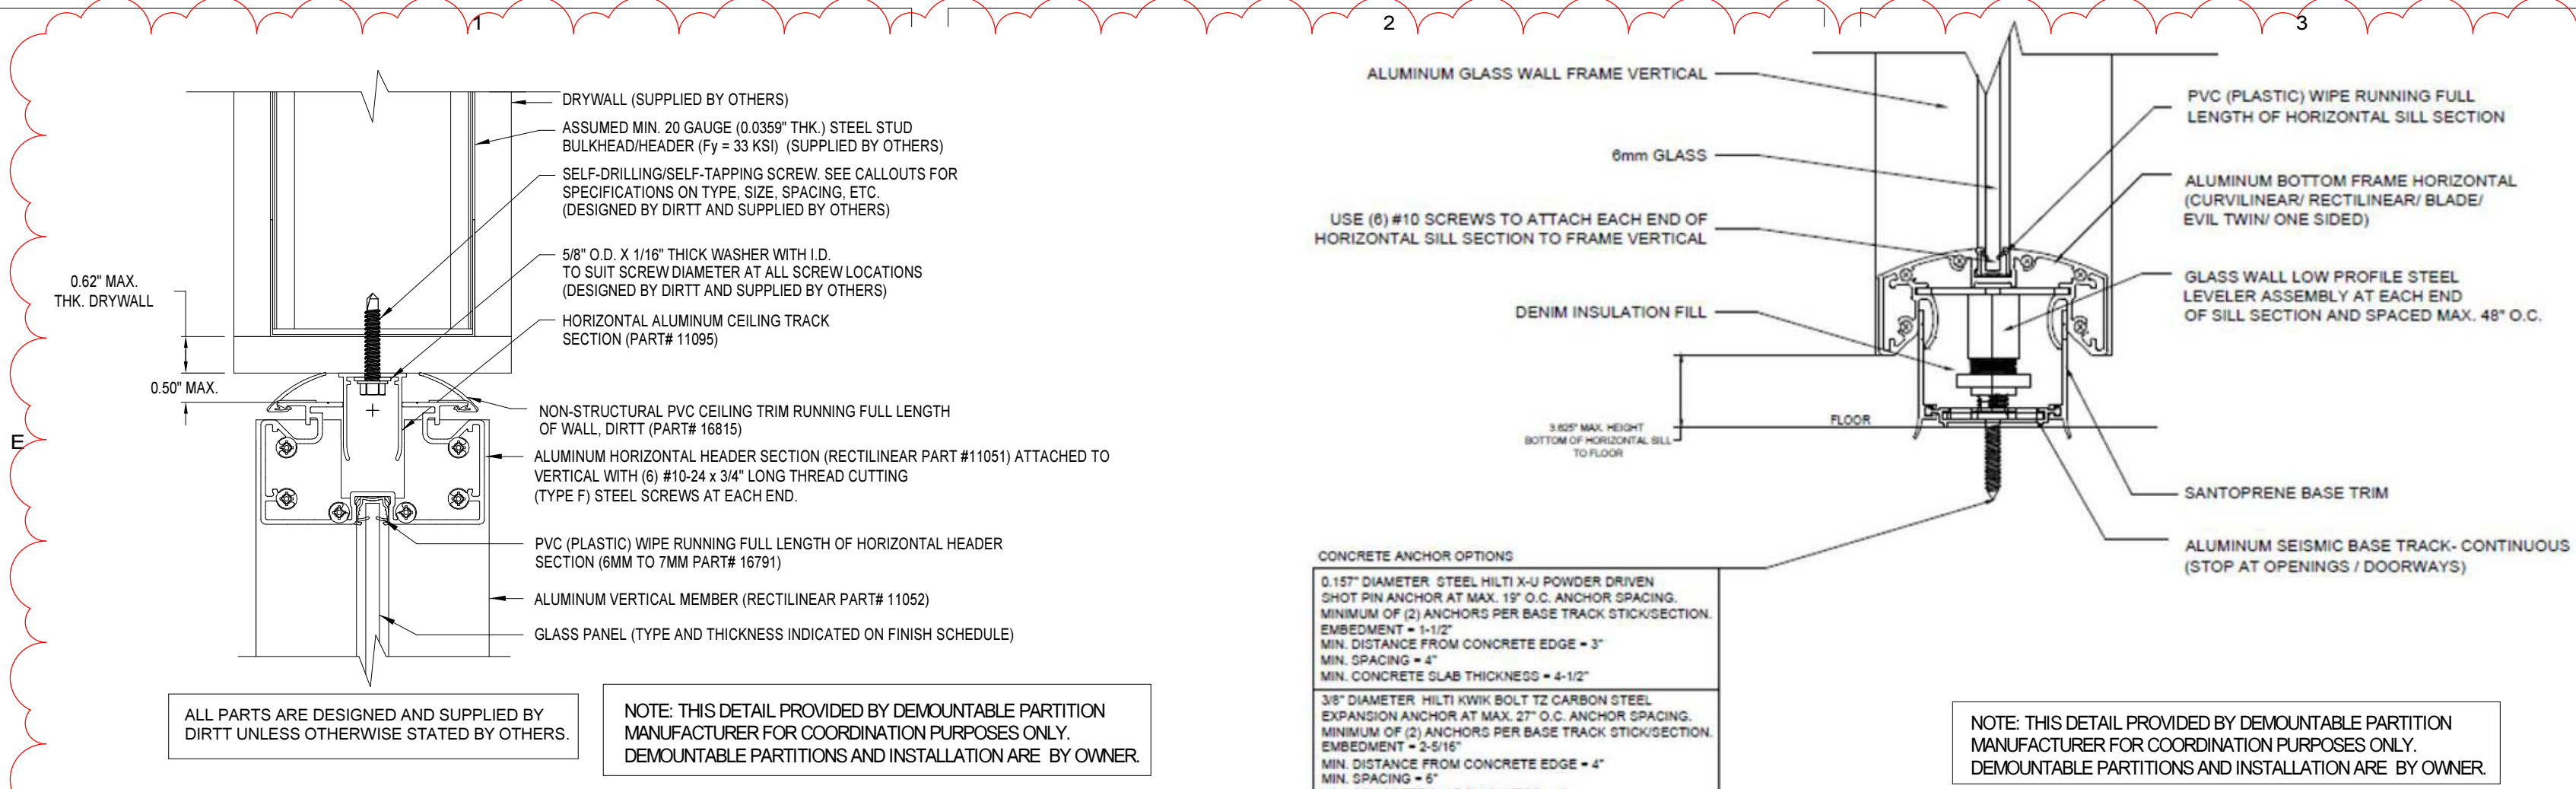 1
2
3
E
DRYWALL (SUPPLIED BY OTHERS)
ASSUMED MIN. 20 GAUGE (0.0359" THK.) STEEL STUD
BULKHEAD/HEADER (Fy = 33 KSI) (SUPPLIED BY OTHERS)
SELF-DRILLING/SELF-TAPPING SCREW. SEE CALLOUTS FOR
SPECIFICATIONS ON TYPE, SIZE, SPACING, ETC.
(DESIGNED BY DIRTT AND SUPPLIED BY OTHERS)
5/8" O.D. X 1/16" THICK WASHER WITH I.D.
TO SUIT SCREW DIAMETER AT ALL SCREW LOCATIONS
(DESIGNED BY DIRTT AND SUPPLIED BY OTHERS)
0.62" MAX.
THK. DRYWALL
HORIZONTAL ALUMINUM CEILING TRACK
SECTION (PART# 11095)
0.50" MAX.
NON-STRUCTURAL PVC CEILING TRIM RUNNING FULL LENGTH
OF WALL, DIRTT (PART# 16815)
ALUMINUM HORIZONTAL HEADER SECTION (RECTILINEAR PART #11051) ATTACHED TO
VERTICAL WITH (6) #10-24 x 3/4" LONG THREAD CUTTING
(TYPE F) STEEL SCREWS AT EACH END.
PVC (PLASTIC) WIPE RUNNING FULL LENGTH OF HORIZONTAL HEADER
SECTION (6MM TO 7MM PART# 16791)
ALUMINUM VERTICAL MEMBER (RECTILINEAR PART# 11052)
GLASS PANEL (TYPE AND THICKNESS INDICATED ON FINISH SCHEDULE)
ALL PARTS ARE DESIGNED AND SUPPLIED BY
DIRTT UNLESS OTHERWISE STATED BY OTHERS.
NOTE: THIS DETAIL PROVIDED BY DEMOUNTABLE PARTITION
MANUFACTURER FOR COORDINATION PURPOSES ONLY.
DEMOUNTABLE PARTITIONS AND INSTALLATION ARE BY OWNER.
ALUMINUM GLASS WALL FRAME VERTICAL
6mm GLASS
USE (6) #10 SCREWS TO ATTACH EACH END OF
HORIZONTAL SILL SECTION TO FRAME VERTICAL
DENIM INSULATION FILL
3.625" MAX. HEIGHT
BOTTOM OF HORIZONTAL SILL
TO FLOOR
FLOOR
PVC (PLASTIC) WIPE RUNNING FULL
LENGTH OF HORIZONTAL SILL SECTION
ALUMINUM BOTTOM FRAME HORIZONTAL
(CURVILINEAR/ RECTILINEAR/ BLADE/
EVIL TWIN/ ONE SIDED)
GLASS WALL LOW PROFILE STEEL
LEVELER ASSEMBLY AT EACH END
OF SILL SECTION AND SPACED MAX. 48" O.C.
SANTOPRENE BASE TRIM
ALUMINUM SEISMIC BASE TRACK- CONTINUOUS
(STOP AT OPENINGS / DOORWAYS)
CONCRETE ANCHOR OPTIONS
0.157" DIAMETER STEEL HILTI X-U POWDER DRIVEN
SHOT PIN ANCHOR AT MAX. 19" O.C. ANCHOR SPACING.
MINIMUM OF (2) ANCHORS PER BASE TRACK STICK/SECTION.
EMBEDMENT = 1-1/2"
MIN. DISTANCE FROM CONCRETE EDGE = 3"
MIN. SPACING = 4"
MIN. CONCRETE SLAB THICKNESS = 4-1/2"
3/8" DIAMETER HILTI KWIK BOLT TZ CARBON STEEL
EXPANSION ANCHOR AT MAX. 27" O.C. ANCHOR SPACING.
MINIMUM OF (2) ANCHORS PER BASE TRACK STICK/SECTION.
EMBEDMENT = 2-5/16"
MIN. DISTANCE FROM CONCRETE EDGE = 4"
MIN. SPACING = 6"
NOTE: THIS DETAIL PROVIDED BY DEMOUNTABLE PARTITION
MANUFACTURER FOR COORDINATION PURPOSES ONLY.
DEMOUNTABLE PARTITIONS AND INSTALLATION ARE BY OWNER.